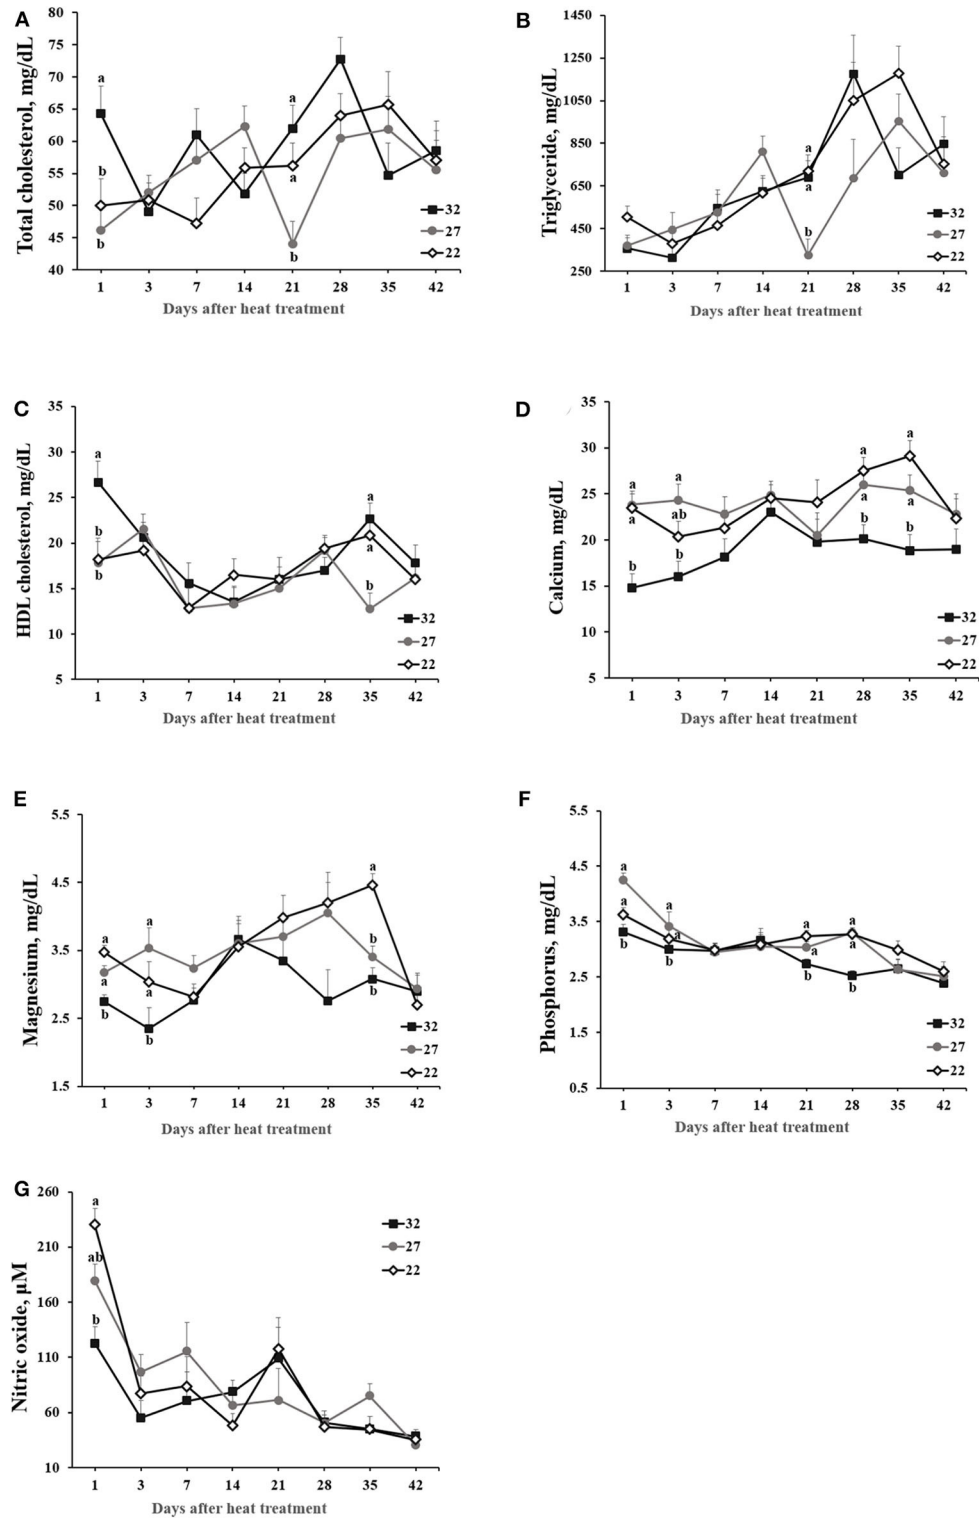 A
Total cholesterol, mg/dL
80
75
70
65
60
55
50
45
40
a
b
b
a
a
b
32
27
22
1 3 7 14 21 28 35 42
Days after heat treatment
B
Triglyceride, mg/dL
1450
1250
1050
850
650
450
250
a
a
b
32
27
22
1 3 7 14 21 28 35 42
Days after heat treatment
C
HDL cholesterol, mg/dL
35
30
25
20
15
10
5
a
b
b
a
a
b
32
27
22
1 3 7 14 21 28 35 42
Days after heat treatment
D
Calcium, mg/dL
35
30
25
20
15
10
5
a
a
b
a
ab
b
a
a
b
a
a
b
32
27
22
1 3 7 14 21 28 35 42
Days after heat treatment
E
Magnesium, mg/dL
5.5
4.5
3.5
2.5
1.5
a
a
b
a
a
b
a
b
b
32
27
22
1 3 7 14 21 28 35 42
Days after heat treatment
F
Phosphorus, mg/dL
5.5
4.5
3.5
2.5
1.5
0.5
a
a
b
a
a
b
a
a
b
a
a
b
32
27
22
1 3 7 14 21 28 35 42
Days after heat treatment
G
Nitric oxide, µM
260
210
160
110
60
10
a
ab
b
32
27
22
1 3 7 14 21 28 35 42
Days after heat treatment